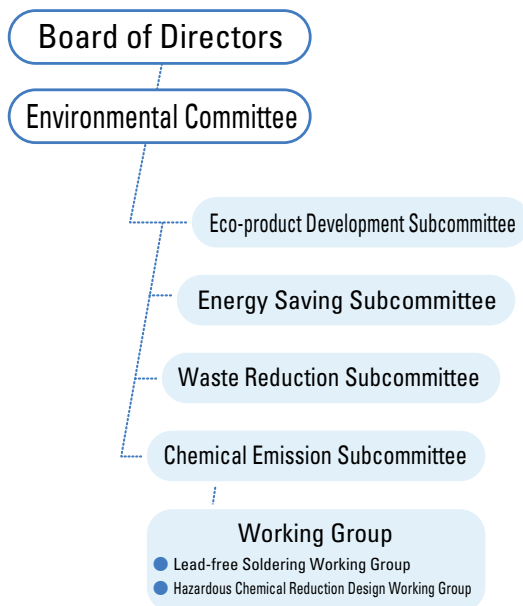 Board of Directors
Environmental Committee
Eco-product Development Subcommittee
Energy Saving Subcommittee
Waste Reduction Subcommittee
Chemical Emission Subcommittee
Working Group
Lead-free Soldering Working Group
Hazardous Chemical Reduction Design Working Group